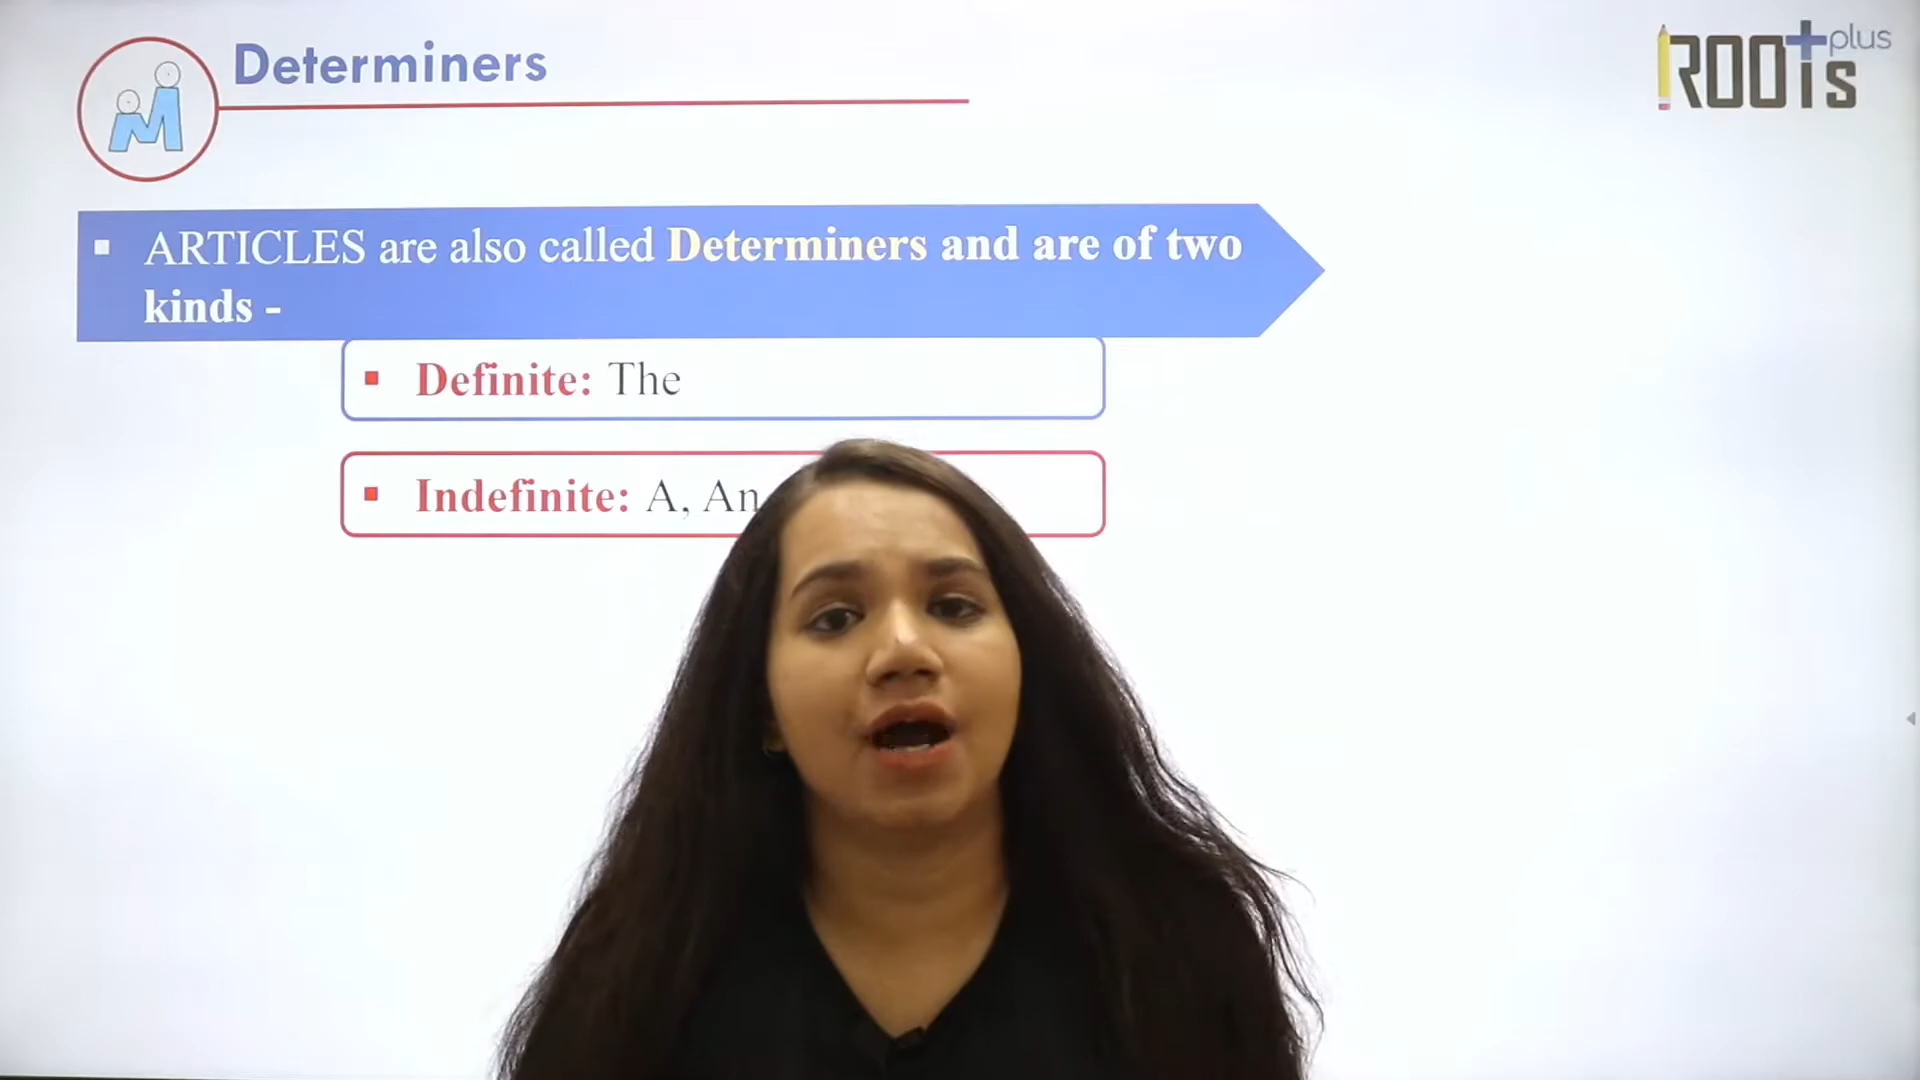 Determiners
ROOTS plus
▪ ARTICLES are also called Determiners and are of two
kinds -
▪ Definite: The
▪ Indefinite: A, An